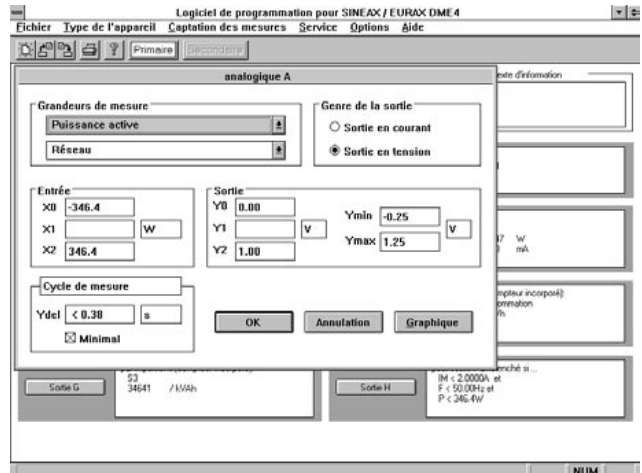 Logiciel de programmation pour SINEAX / EURAX DME4
Fichier Type de l'appareil Captation des mesures Service Options Aide
Primaire Secondaire
analogique A
Grandeurs de mesure
Puissance active
Réseau
Genre de la sortie
Sortie en courant
Sortie en tension
Entrée
X0 -346.4
X1 W
X2 346.4
Sortie
Y0 0.00
Y1 V
Y2 1.00
Ymin -0.25
Ymax 1.25
V
Cycle de mesure
Ydel < 0.38 s
Minimal
OK Annulation Graphique
exte d'information
W
mA
mpteur incorporé):
ommation
Sortie G
S3
34641 / kVAh
Sortie H
enché si ...
IM < 2.0000A et
F < 50.00Hz et
P < 346.4W
NUM